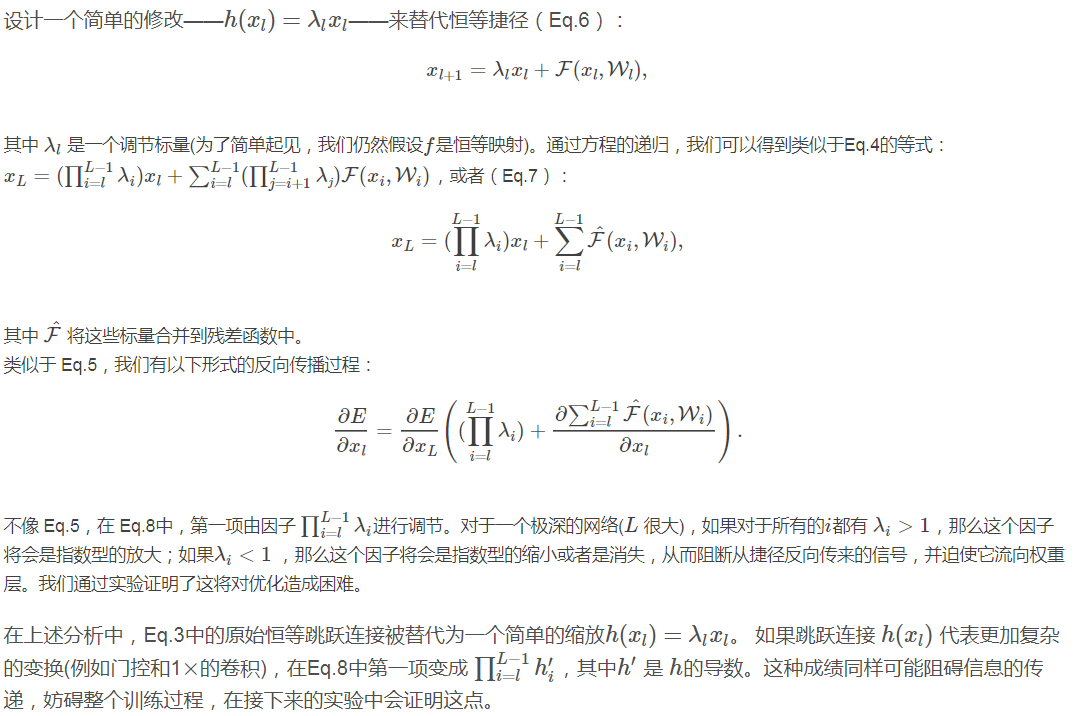 设计一个简单的修改——$h(x_l) = \lambda_l x_l$——来替代恒等捷径（Eq.6）：
$x_{l+1} = \lambda_l x_l + \mathcal{F}(x_l, \mathcal{W}_l),$
其中 $\lambda_l$ 是一个调节标量(为了简单起见，我们仍然假设$f$是恒等映射)。通过方程的递归，我们可以得到类似于Eq.4的等式：
$x_L = (\prod_{i=l}^{L-1} \lambda_i) x_l + \sum_{i=l}^{L-1} (\prod_{j=i+1}^{L-1} \lambda_j) \mathcal{F}(x_i, \mathcal{W}_i)$，或者（Eq.7）：
$x_L = (\prod_{i=l}^{L-1} \lambda_i) x_l + \sum_{i=l}^{L-1} \hat{\mathcal{F}}(x_i, \mathcal{W}_i),$
其中 $\hat{\mathcal{F}}$ 将这些标量合并到残差函数中。
类似于 Eq.5，我们有以下形式的反向传播过程：
$\frac{\partial E}{\partial x_l} = \frac{\partial E}{\partial x_L} \left( (\prod_{i=l}^{L-1} \lambda_i) + \frac{\partial \sum_{i=l}^{L-1} \hat{\mathcal{F}}(x_i, \mathcal{W}_i)}{\partial x_l} \right).$
不像 Eq.5，在 Eq.8中，第一项由因子 $\prod_{i=l}^{L-1} \lambda_i$进行调节。对于一个极深的网络($L$ 很大)，如果对于所有的$i$都有 $\lambda_i > 1$，那么这个因子
将会是指数型的放大；如果$\lambda_i < 1$ ，那么这个因子将会是指数型的缩小或者是消失，从而阻断从捷径反向传来的信号，并迫使它流向权重
层。我们通过实验证明了这将对优化造成困难。
在上述分析中，Eq.3中的原始恒等跳跃连接被替代为一个简单的缩放$h(x_l) = \lambda_l x_l$。 如果跳跃连接 $h(x_l)$ 代表更加复杂
的变换(例如门控和1×的卷积)，在Eq.8中第一项变成 $\prod_{i=l}^{L-1} h'_i$，其中$h'$ 是 $h$的导数。这种成绩同样可能阻碍信息的传
递，妨碍整个训练过程，在接下来的实验中会证明这点。